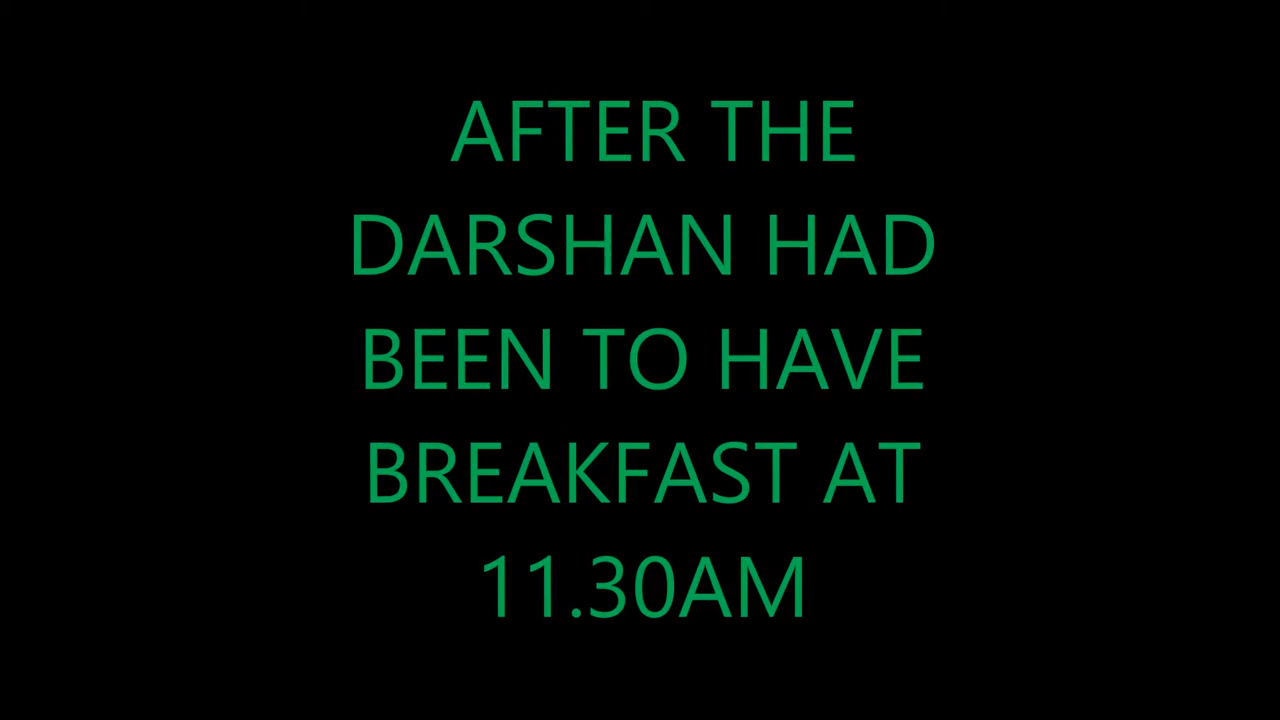 AFTER THE
DARSHAN HAD
BEEN TO HAVE
BREAKFAST AT
11.30AM